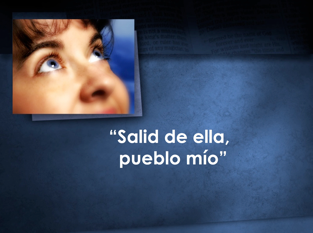 “Salid de ella,
pueblo mío”